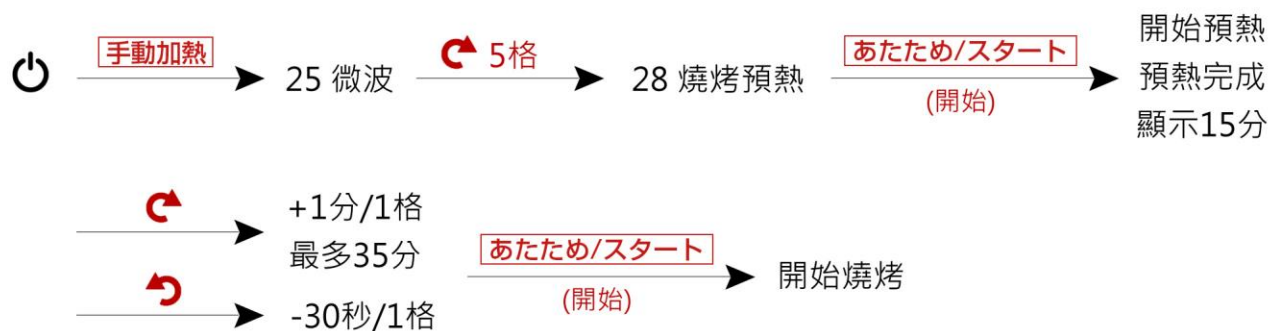 手動加熱
25 微波
5格
28 燒烤預熱
あたため/スタート
(開始)
開始預熱
預熱完成
顯示15分
+1分/1格
最多35分
-30秒/1格
あたため/スタート
(開始)
開始燒烤